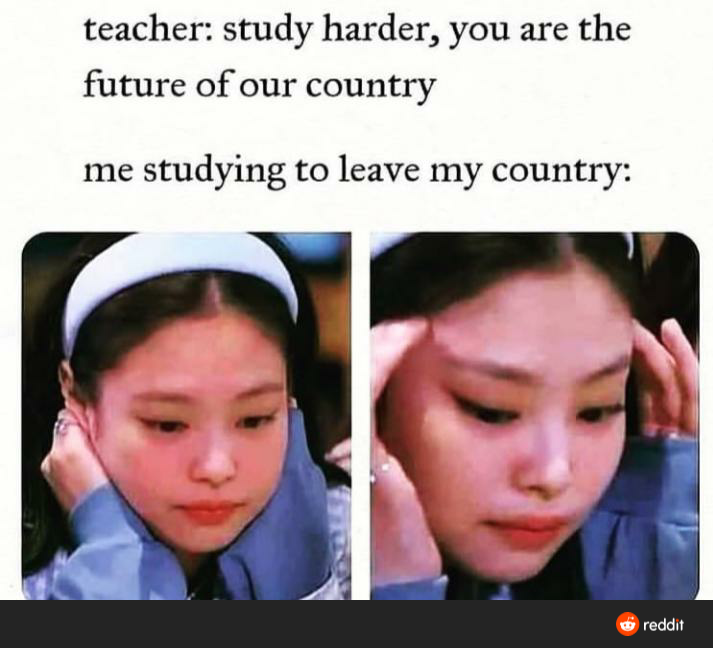 teacher: study harder, you are the
future of our country
me studying to leave my country:
reddit